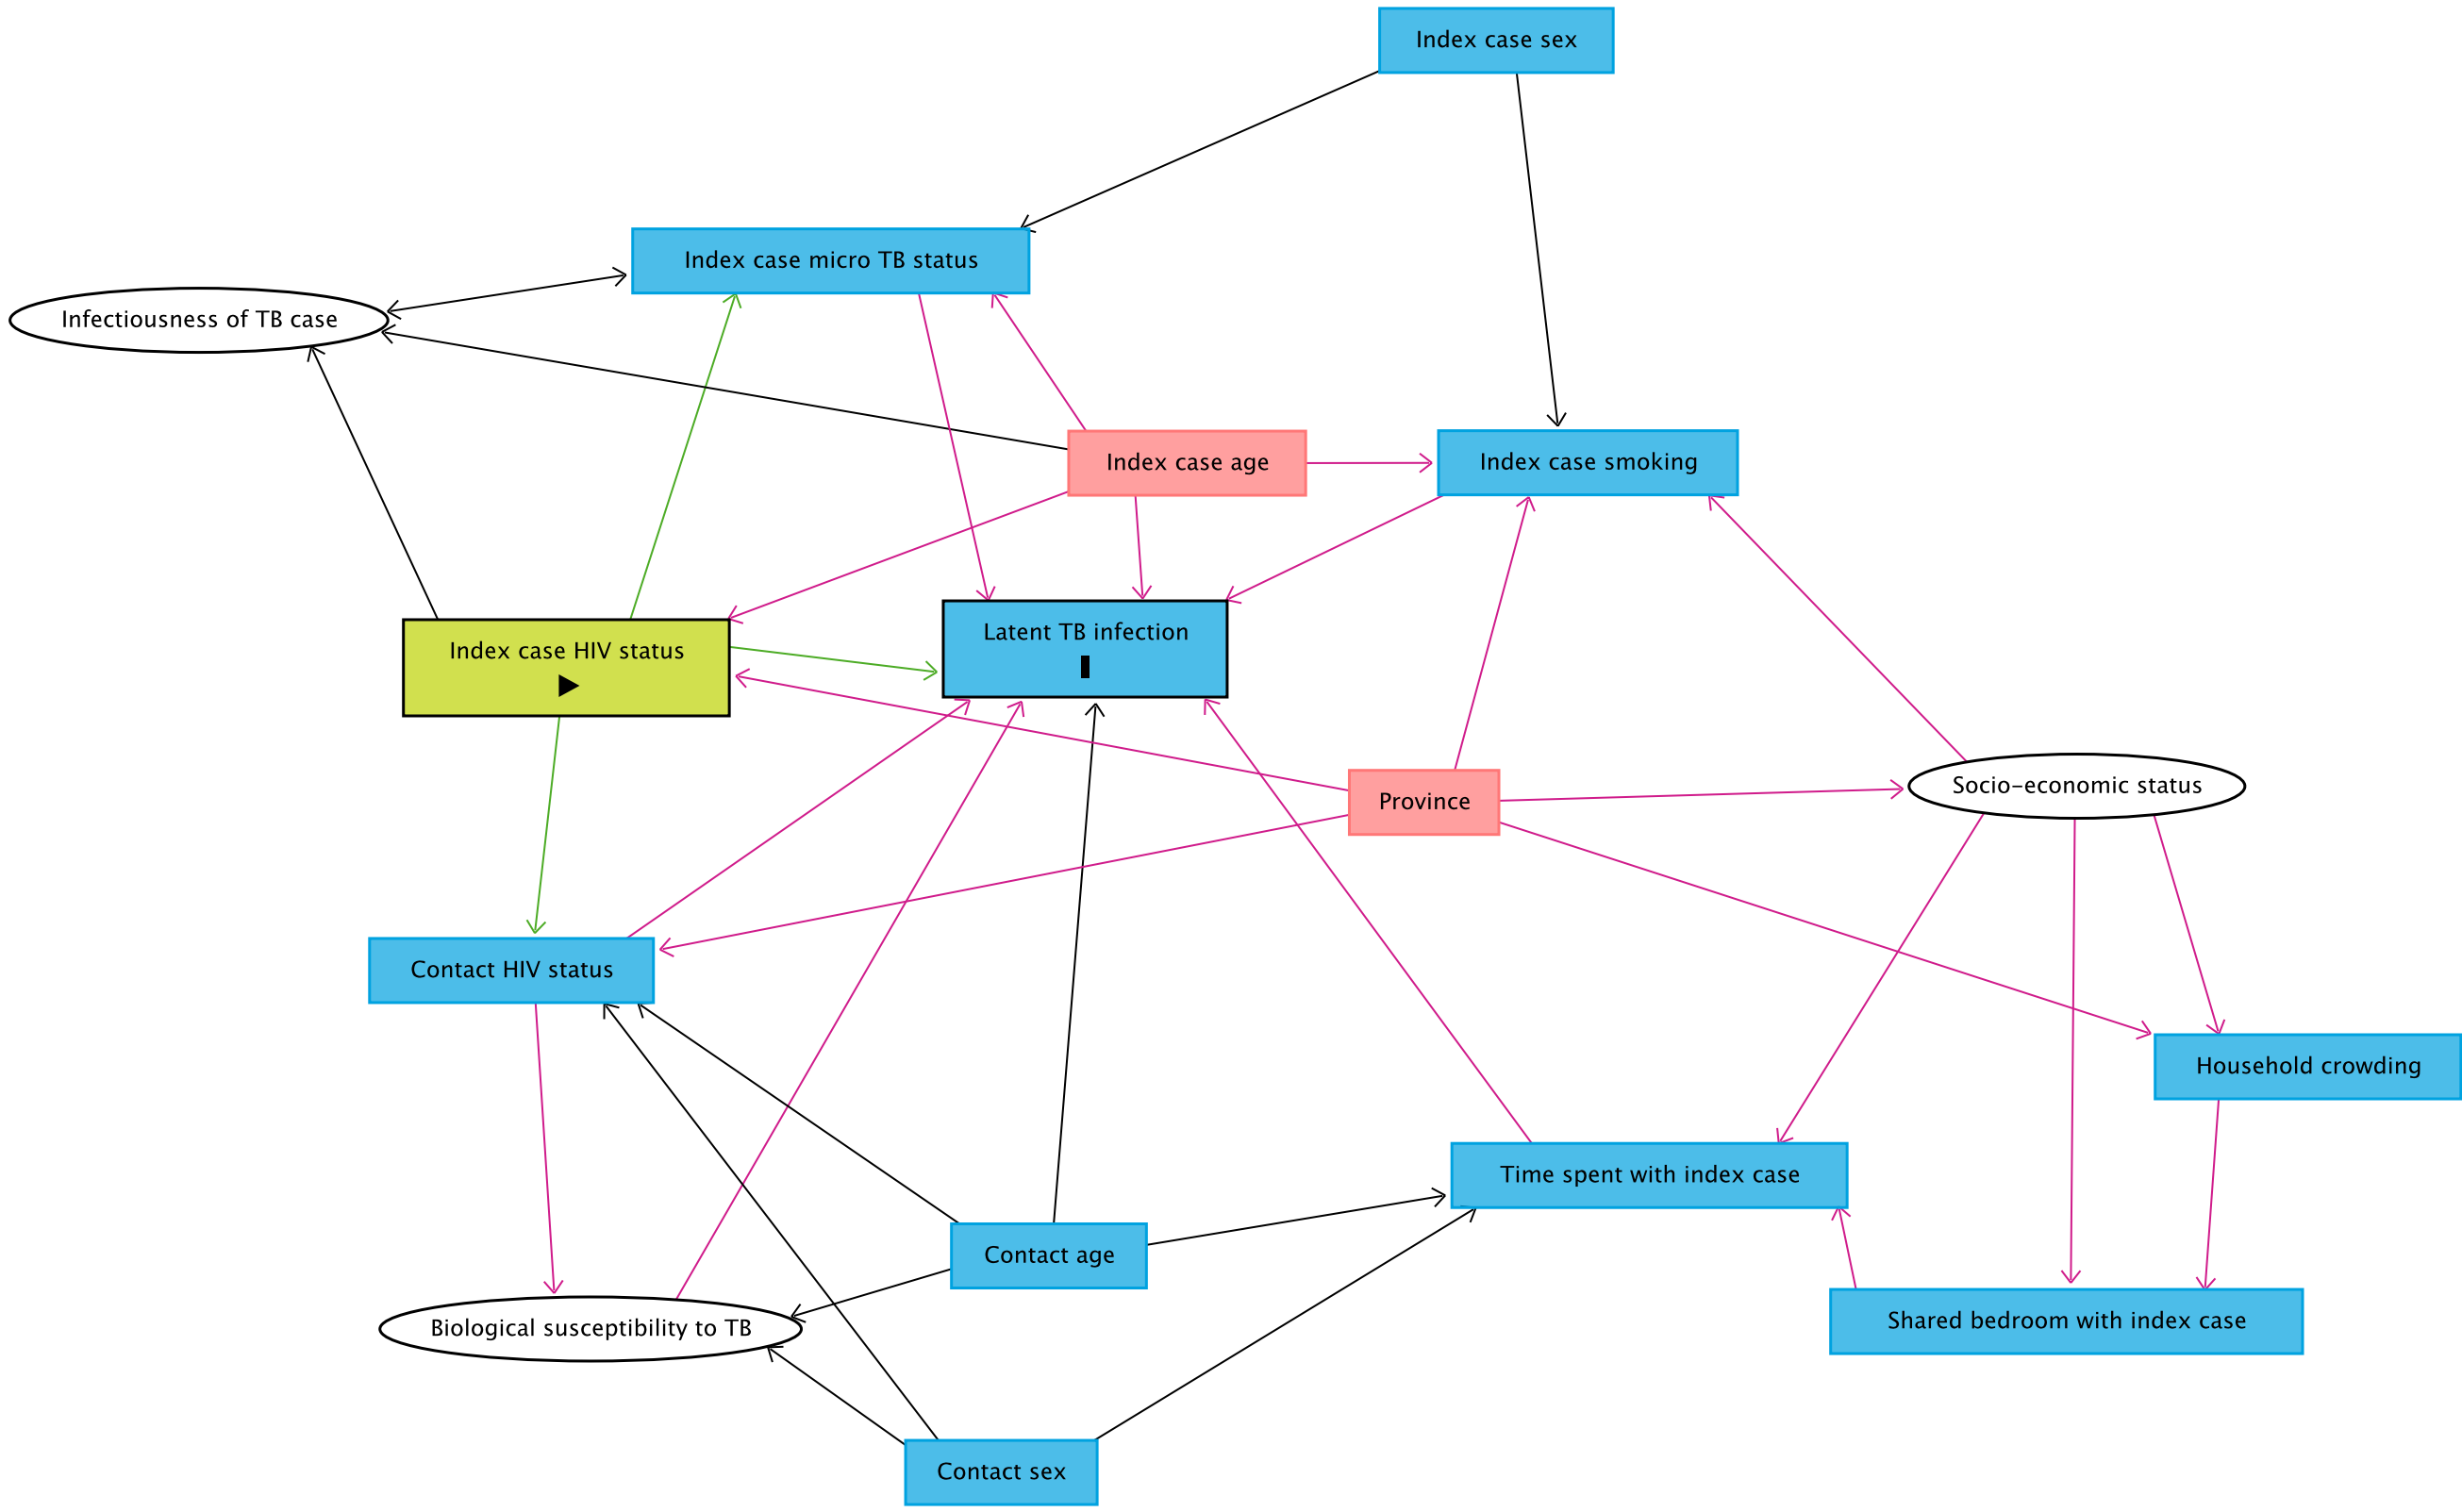 Index case sex
Index case micro TB status
Infectiousness of TB case
Index case age
Index case smoking
Latent TB infection
Index case HIV status
Socio-economic status
Province
Contact HIV status
Household crowding
Time spent with index case
Contact age
Shared bedroom with index case
Biological susceptibility to TB
Contact sex